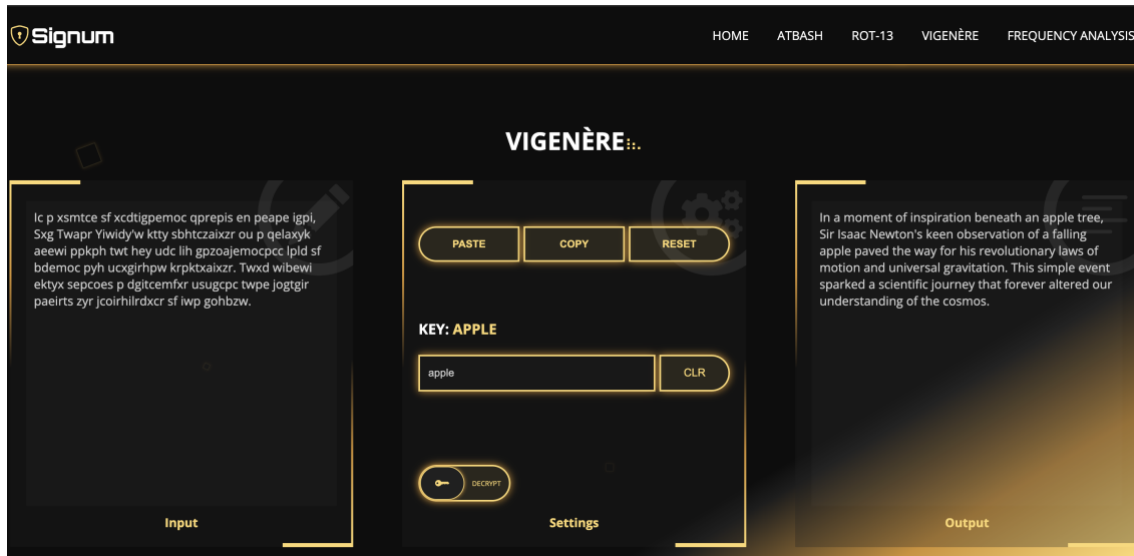 Signum
HOME ATBASH ROT-13 VIGENÈRE FREQUENCY ANALYSIS
VIGENÈRE
Ic p xsmtce sf xcdtigpemoc qprepis en peape igpi,
Sxg Twapr Yiwidy'w ktty sbhtczaixzr ou p qelaxyk
aeewi ppkph twt hey udc lih gpzoajemocpcc lpld sf
bdemoc pyh ucxgirhpw krpktxaixzr. Twxd wibewi
ektyx sepcoes p dgitcemfxr usugcpc twpe jogtgir
paeirts zyr jcoirhilrdxcr sf iwp gohbzw.
Input
PASTE COPY RESET
KEY: APPLE
apple CLR
DECRYPT
Settings
In a moment of inspiration beneath an apple tree,
Sir Isaac Newton's keen observation of a falling
apple paved the way for his revolutionary laws of
motion and universal gravitation. This simple event
sparked a scientific journey that forever altered our
understanding of the cosmos.
Output